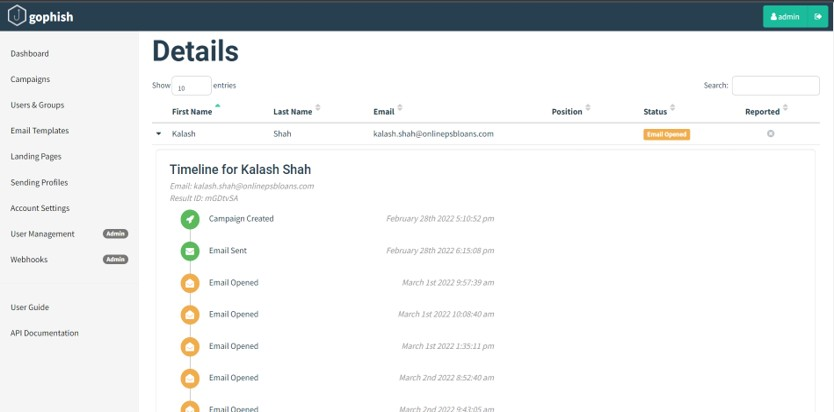 gophish
admin
Dashboard
Campaigns
Users & Groups
Email Templates
Landing Pages
Sending Profiles
Account Settings
User Management Admin
Webhooks Admin
User Guide
API Documentation
Details
Show 10 entries
Search:
First Name Last Name Email Position Status Reported
Kalash Shah kalash.shah@onlinepsbloans.com Email Opened
Timeline for Kalash Shah
Email: kalash.shah@onlinepsbloans.com
Result ID: mGDtvSA
Campaign Created February 28th 2022 5:10:52 pm
Email Sent February 28th 2022 6:15:08 pm
Email Opened March 1st 2022 9:57:39 am
Email Opened March 1st 2022 10:08:40 am
Email Opened March 1st 2022 1:35:11 pm
Email Opened March 2nd 2022 8:52:40 am
Email Opened March 2nd 2022 9:43:05 am